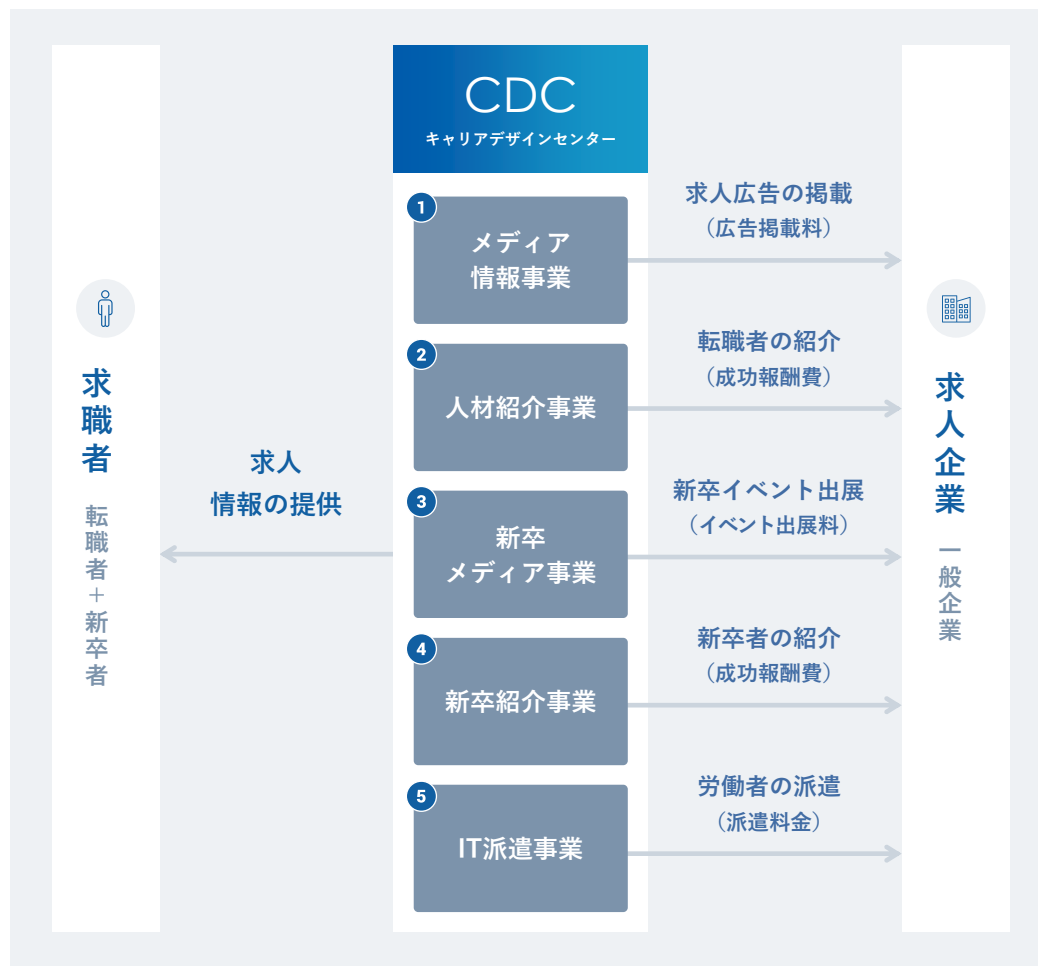 CDC
キャリアデザインセンター
求職者
転職者+新卒者
求人
情報の提供
1
メディア
情報事業
求人広告の掲載
（広告掲載料）
2
人材紹介事業
転職者の紹介
（成功報酬費）
3
新卒
メディア事業
新卒イベント出展
（イベント出展料）
4
新卒紹介事業
新卒者の紹介
（成功報酬費）
5
IT派遣事業
労働者の派遣
（派遣料金）
求人企業
一般企業